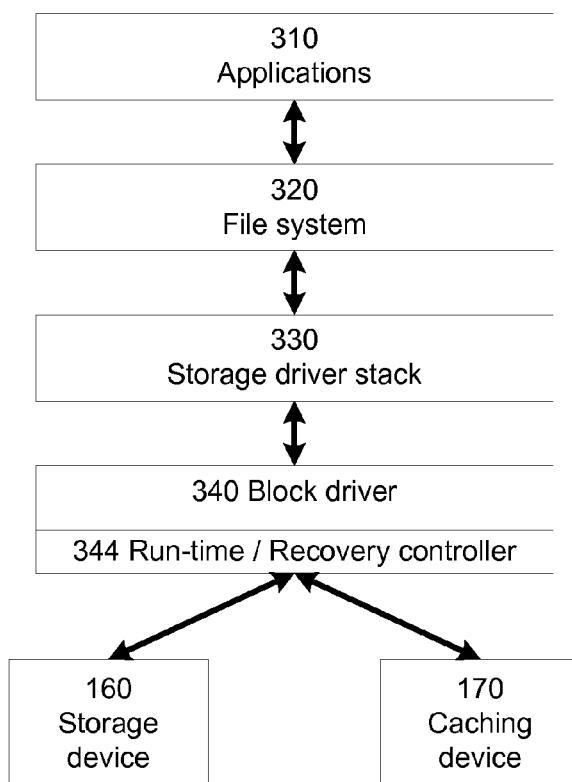 310
Applications
320
File system
330
Storage driver stack
340 Block driver
344 Run-time / Recovery controller
160
Storage
device
170
Caching
device